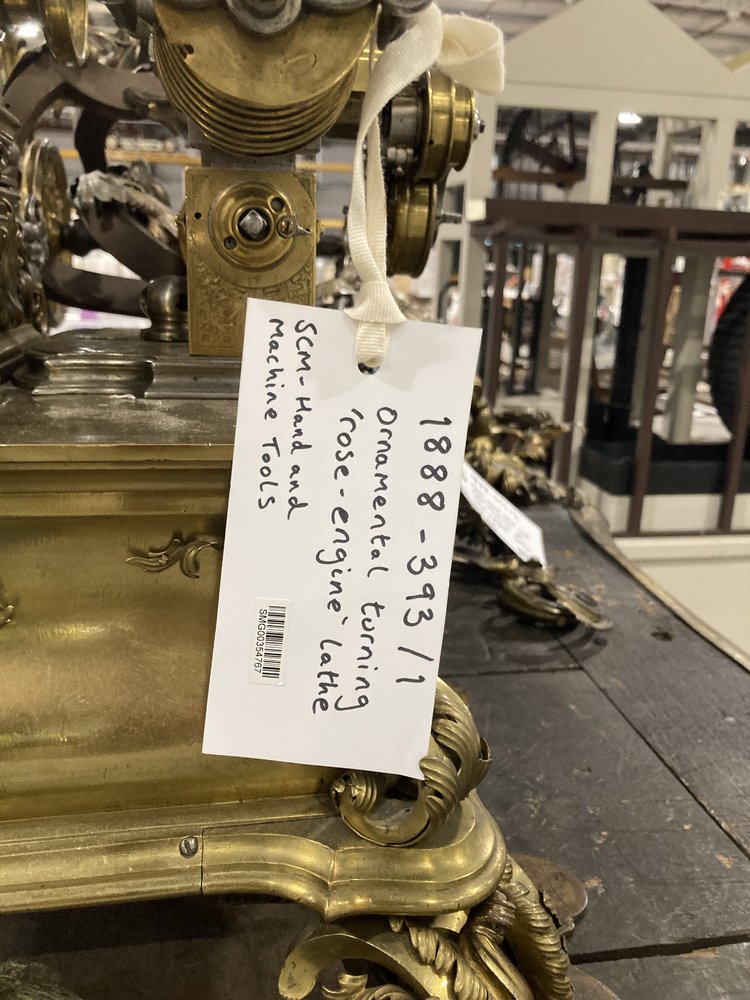 1888-393/1
Ornamental turning
'rose-engine' lathe
SCM-Hand and
Machine Tools
SMG00354767